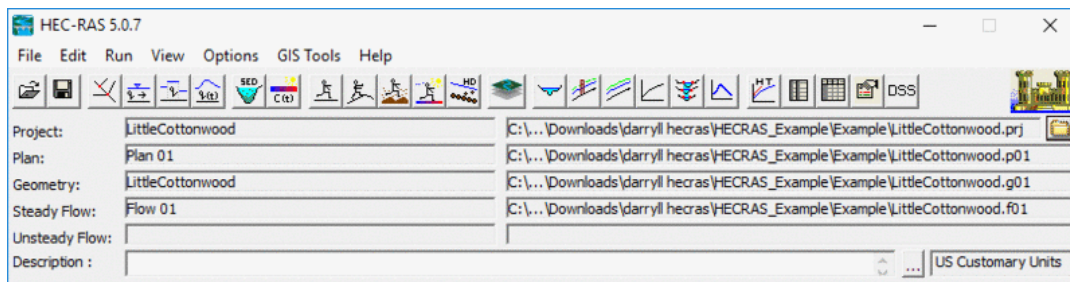 HEC-RAS 5.0.7
File Edit Run View Options GIS Tools Help
SED C(t) HD HT DSS
Project: LittleCottonwood C:\...\Downloads\darryll hecras\HECRAS_Example\Example\LittleCottonwood.prj
Plan: Plan 01 C:\...\Downloads\darryll hecras\HECRAS_Example\Example\LittleCottonwood.p01
Geometry: LittleCottonwood C:\...\Downloads\darryll hecras\HECRAS_Example\Example\LittleCottonwood.g01
Steady Flow: Flow 01 C:\...\Downloads\darryll hecras\HECRAS_Example\Example\LittleCottonwood.f01
Unsteady Flow:
Description : ... US Customary Units